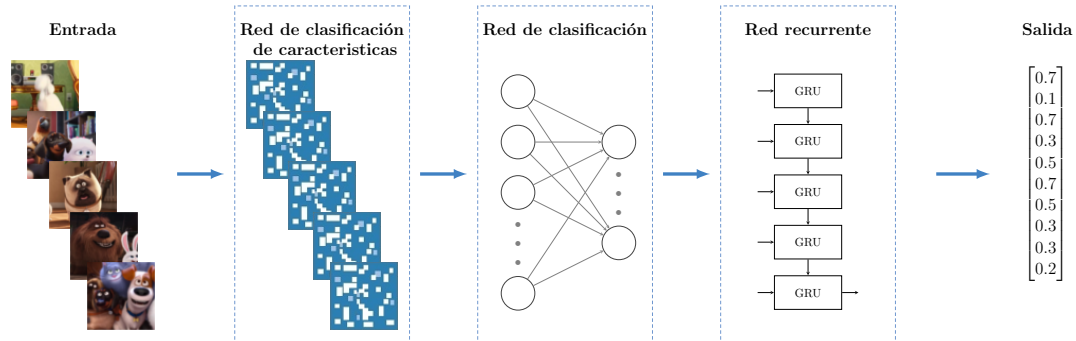 Entrada
Red de clasificación
de caracteristicas
Red de clasificación
Red recurrente
Salida
GRU
GRU
GRU
GRU
GRU
0.7
0.1
0.7
0.3
0.5
0.7
0.5
0.3
0.3
0.2